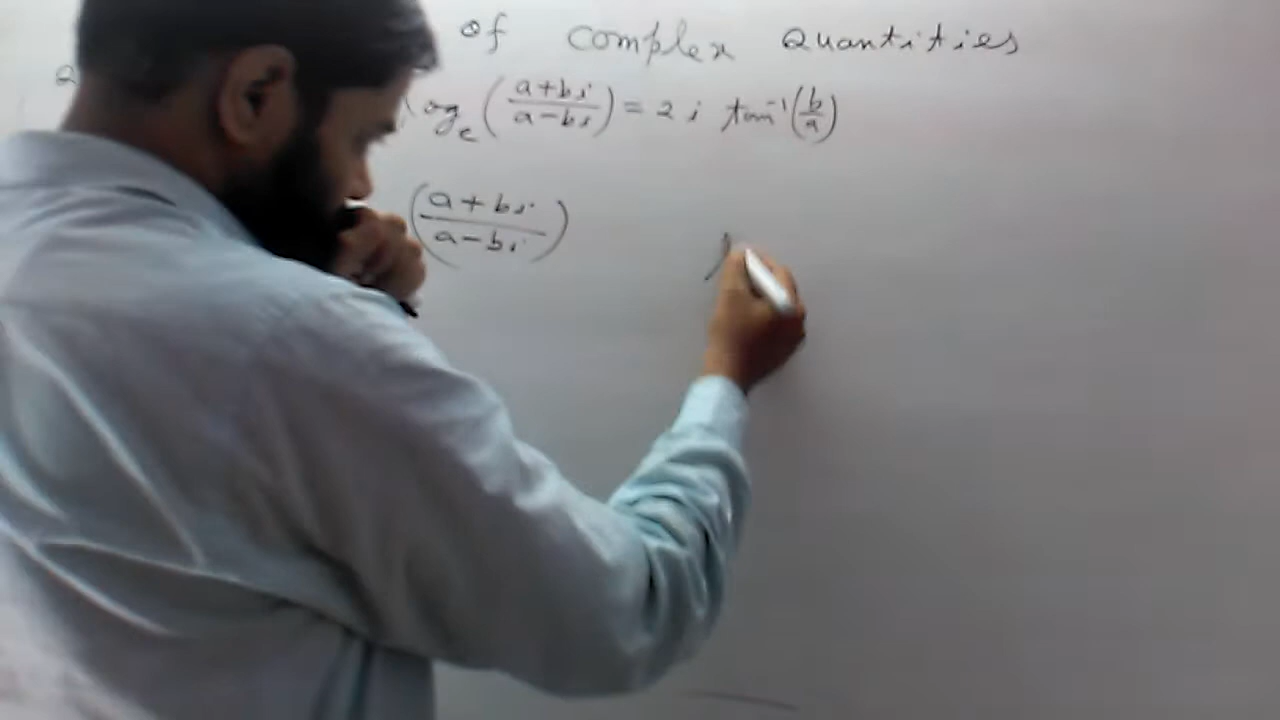 of complex Quantities
log_e ((a+bi)/(a-bi)) = 2 i tan^-1 (b/a)
((a+bi)/(a-bi))